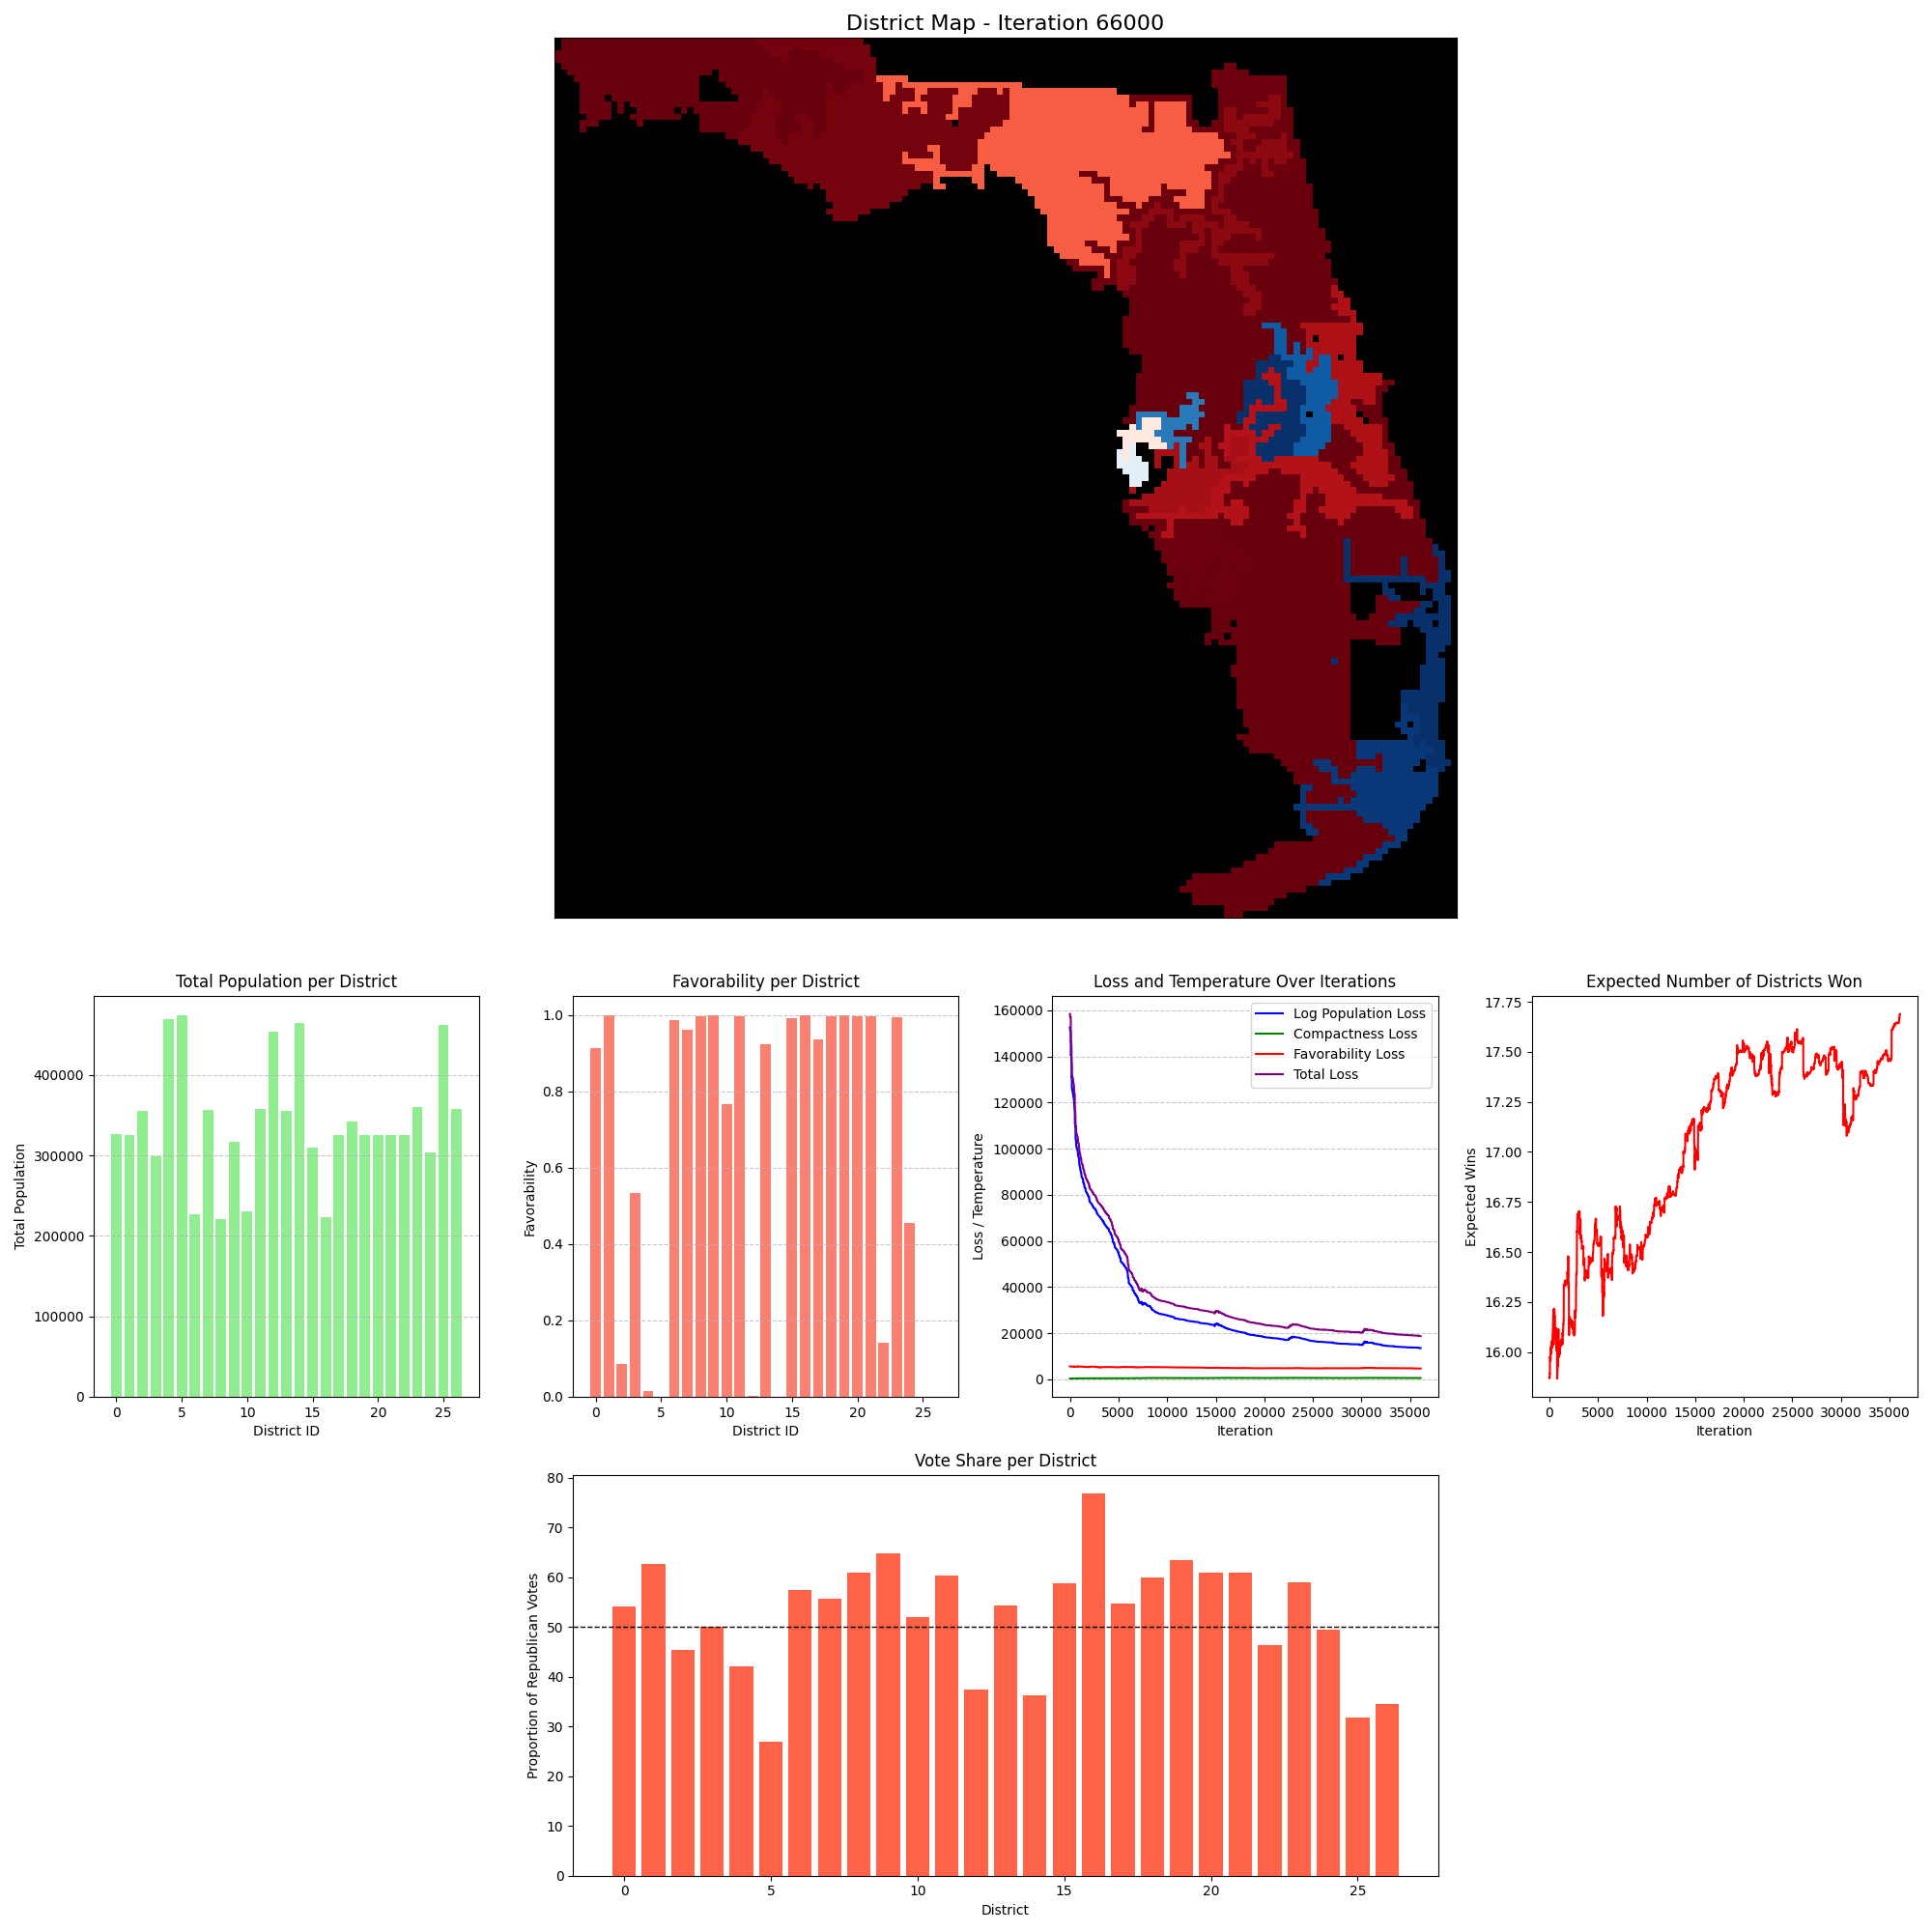 District Map - Iteration 66000
Total Population per District
Total Population
400000
300000
200000
100000
0
0 5 10 15 20 25
District ID
Favorability per District
Favorability
1.0
0.8
0.6
0.4
0.2
0.0
0 5 10 15 20 25
District ID
Loss and Temperature Over Iterations
Loss / Temperature
160000
140000
120000
100000
80000
60000
40000
20000
0
Log Population Loss
Compactness Loss
Favorability Loss
Total Loss
0 5000 10000 15000 20000 25000 30000 35000
Iteration
Expected Number of Districts Won
Expected Wins
17.75
17.50
17.25
17.00
16.75
16.50
16.25
16.00
0 5000 10000 15000 20000 25000 30000 35000
Iteration
Vote Share per District
Proportion of Republican Votes
80
70
60
50
40
30
20
10
0
0 5 10 15 20 25
District